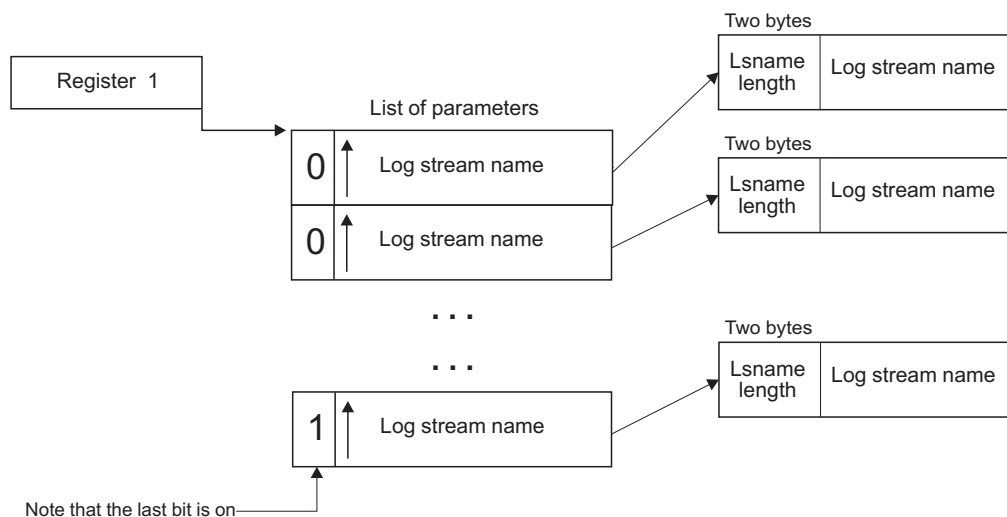 Two bytes
Lsname
length
Log stream name
Register 1
List of parameters
0
Log stream name
Two bytes
Lsname
length
Log stream name
0
Log stream name
. . .
. . .
Two bytes
Lsname
length
Log stream name
1
Log stream name
Note that the last bit is on